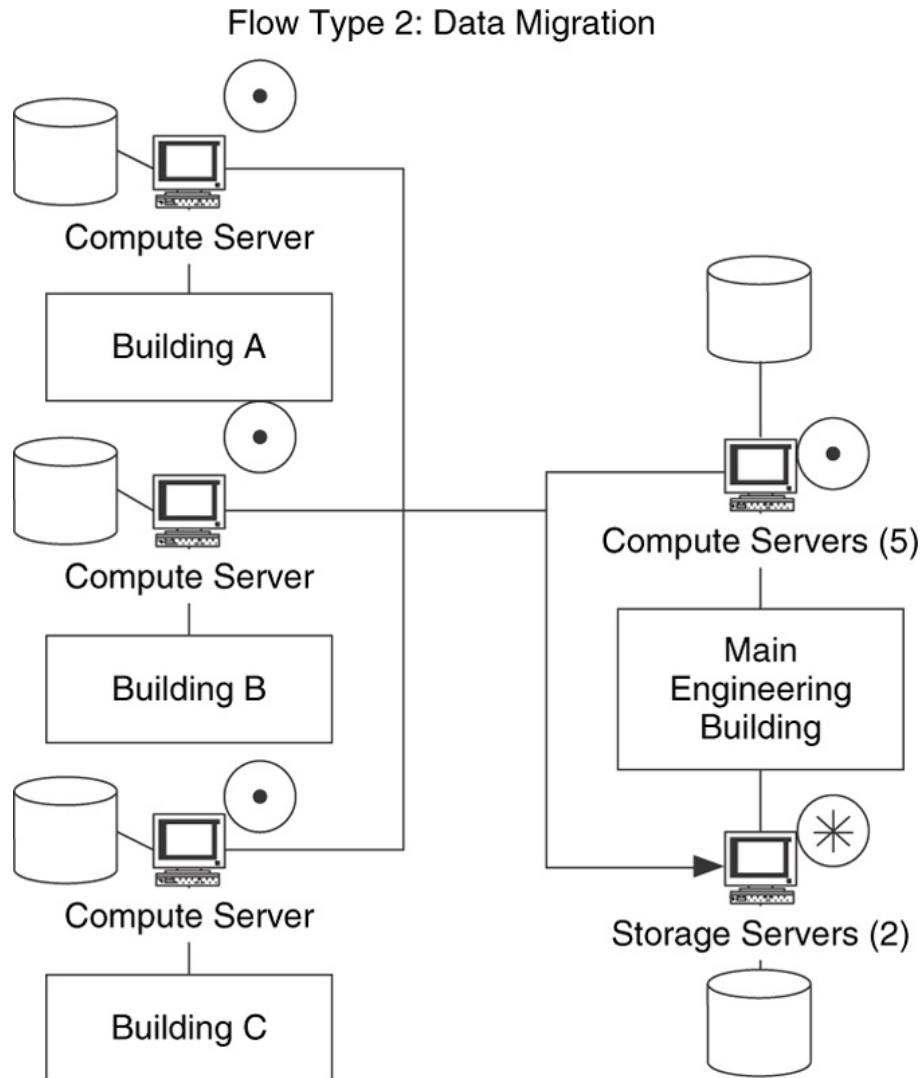 Flow Type 2: Data Migration
Compute Server
Building A
Compute Server
Building B
Compute Server
Building C
Compute Servers (5)
Main
Engineering
Building
Storage Servers (2)